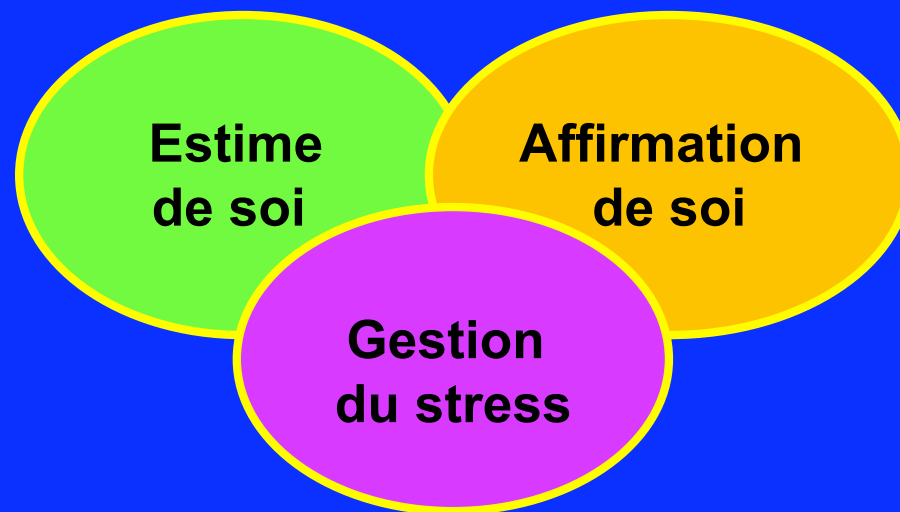 Estime
de soi
Affirmation
de soi
Gestion
du stress